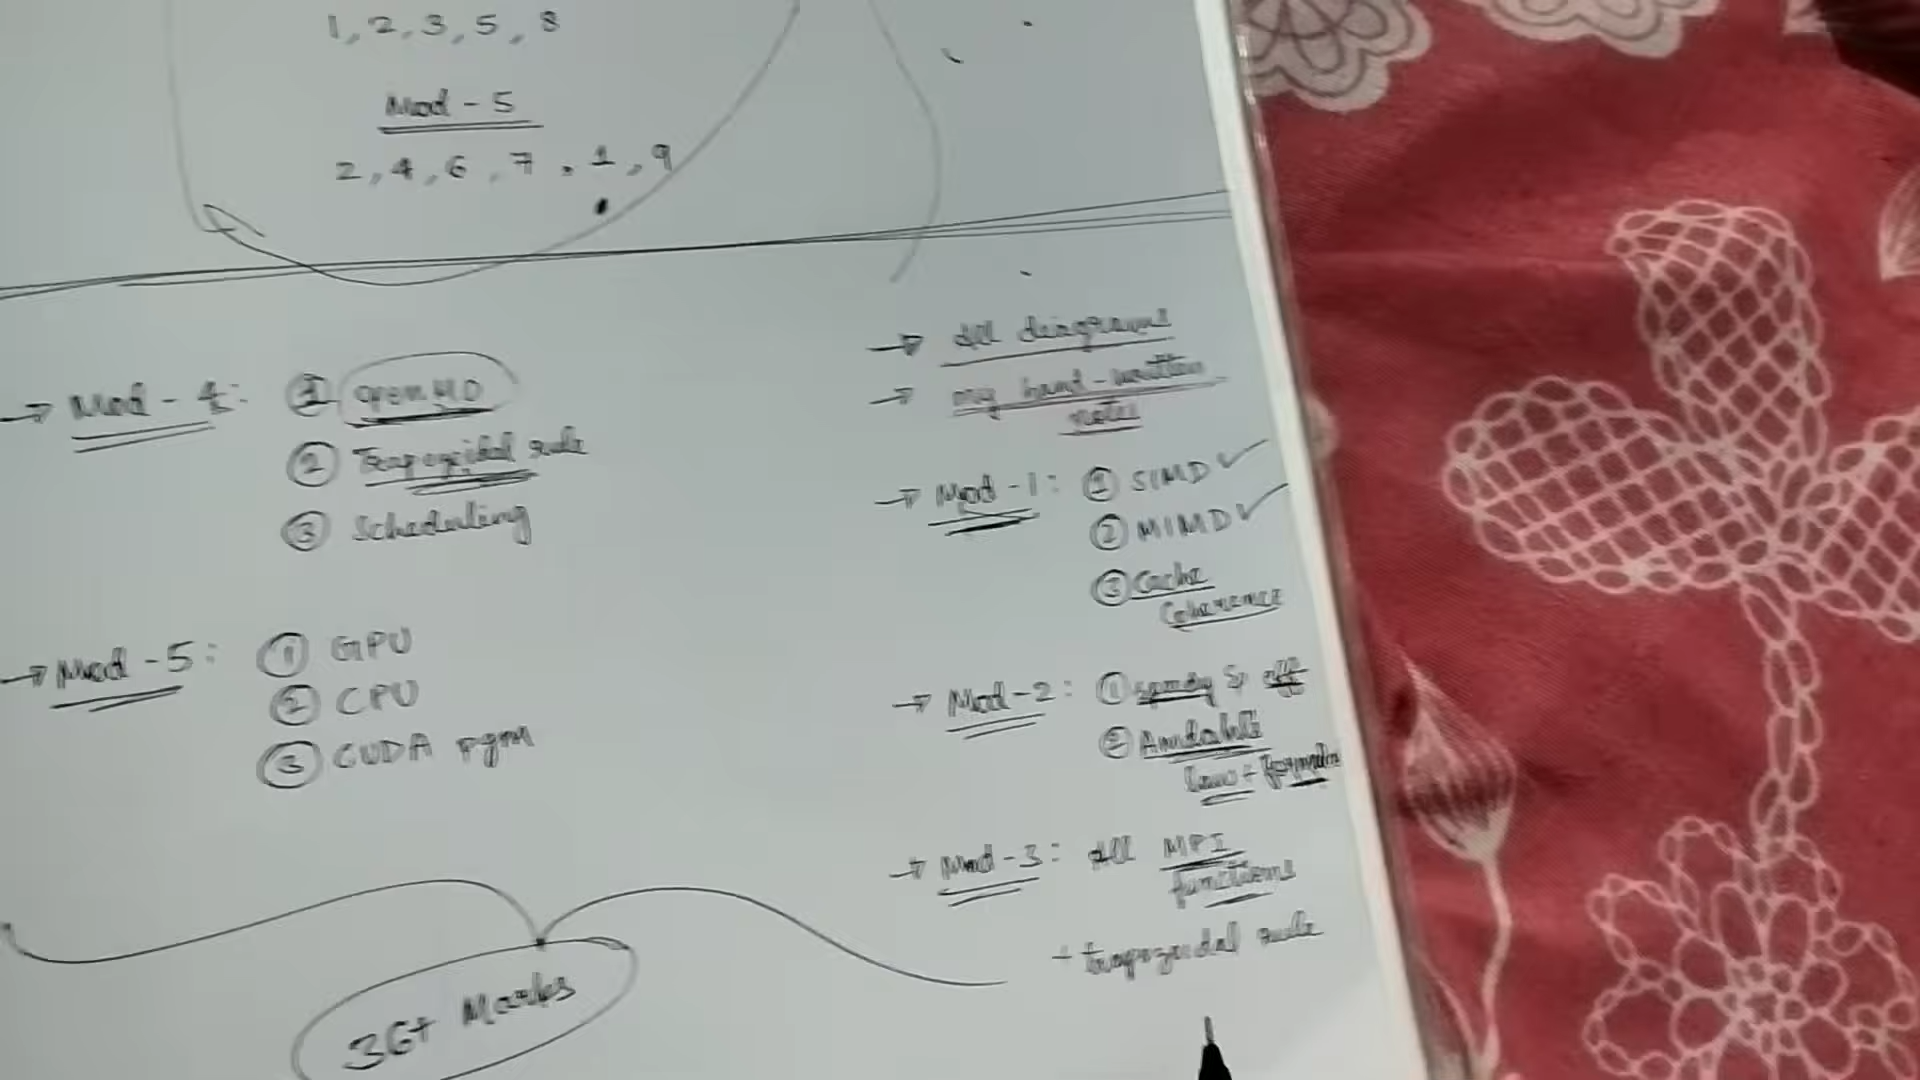 1, 2, 3, 5, 8
Mod - 5
2, 4, 6, 7, 1, 9
→ Mod - 4: ①
② Trapezoidal rule
③ Scheduling
→ Mod - 5: ① GPU
② CPU
③ CUDA pgm
36+ Marks
→ All diagrams
→ my hand-written
notes
→ Mod - 1: ① SIMD ✓
② MIMD ✓
③ Cache
Coherence
→ Mod - 2: ① & eff
② Amdahl's
law + formula
→ Mod - 3: All MPI
functions
+ trapezoidal rule